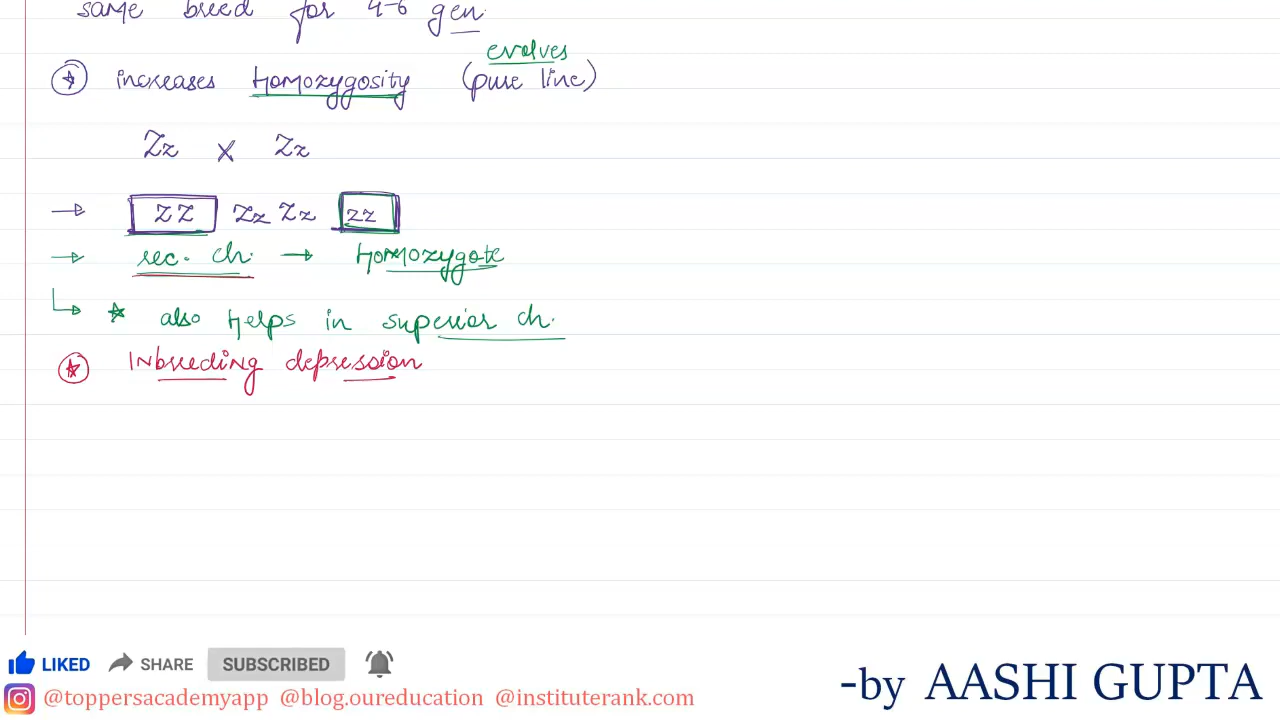 same breed for 4-6 gen.
evolves
★ increases Homozygosity (pure line)
Zz X Zz
→ ZZ Zz Zz zz
→ rec. ch. → Homozygote
↳ ★ also Helps in superior ch.
★ INbreeding depression
LIKED SHARE SUBSCRIBED
@toppersacademyapp @blog.oureducation @instituterank.com
-by AASHI GUPTA